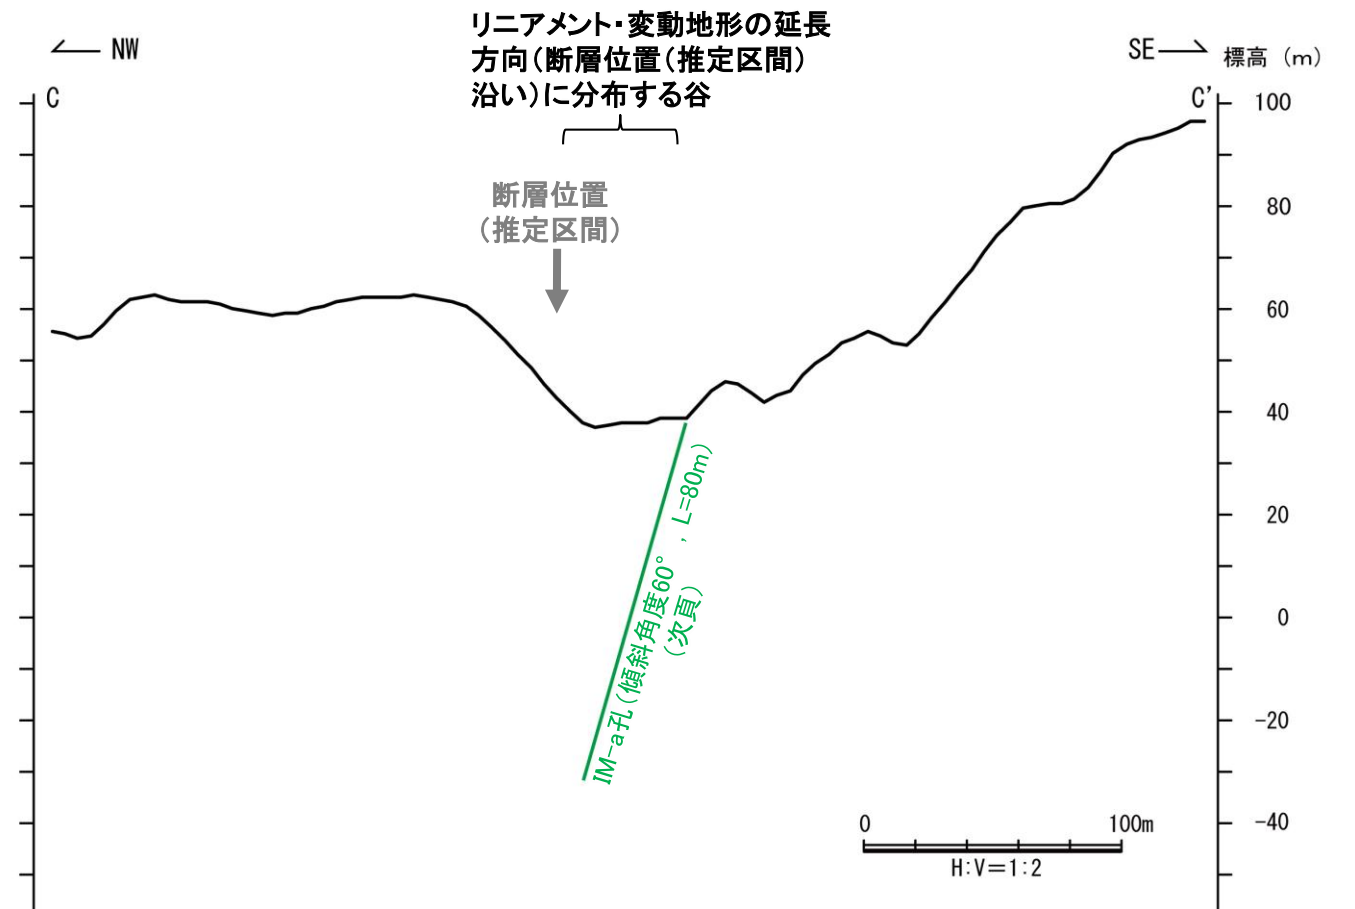 リニアメント・変動地形の延長
方向（断層位置（推定区間）
沿い）に分布する谷
NW
SE
標高（m）
C
C'
断層位置
（推定区間）
100
80
60
40
20
0
-20
-40
IM-a孔（傾斜角度60°，L=80m）
（次頁）
0
100m
H:V=1:2